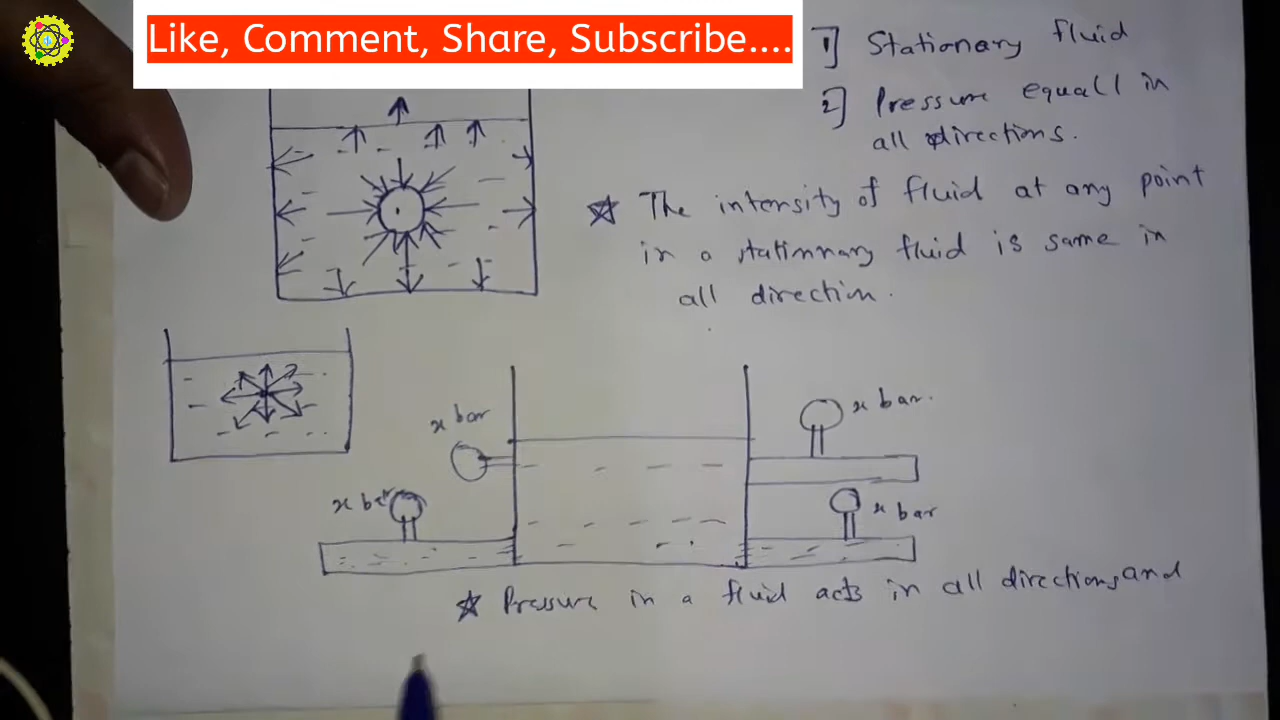 Like, Comment, Share, Subscribe....
1] Stationary fluid
2] Pressure equall in
all directions.
☆ The intensity of fluid at any point
in a stationnary fluid is same in
all direction.
x bar
x bar.
x bar
x bar
☆ Pressure in a fluid acts in all directions and